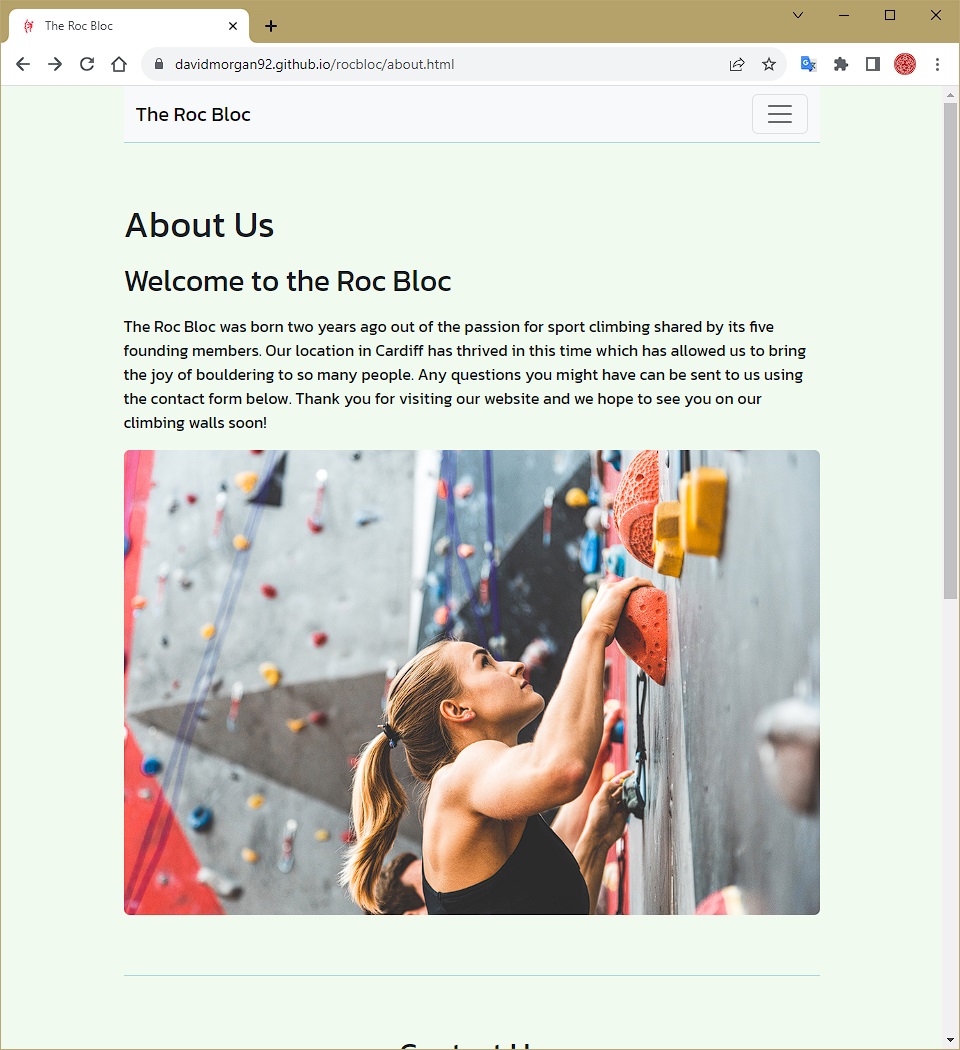 The Roc Bloc
davidmorgan92.github.io/rocbloc/about.html
The Roc Bloc
About Us
Welcome to the Roc Bloc
The Roc Bloc was born two years ago out of the passion for sport climbing shared by its five
founding members. Our location in Cardiff has thrived in this time which has allowed us to bring
the joy of bouldering to so many people. Any questions you might have can be sent to us using
the contact form below. Thank you for visiting our website and we hope to see you on our
climbing walls soon!